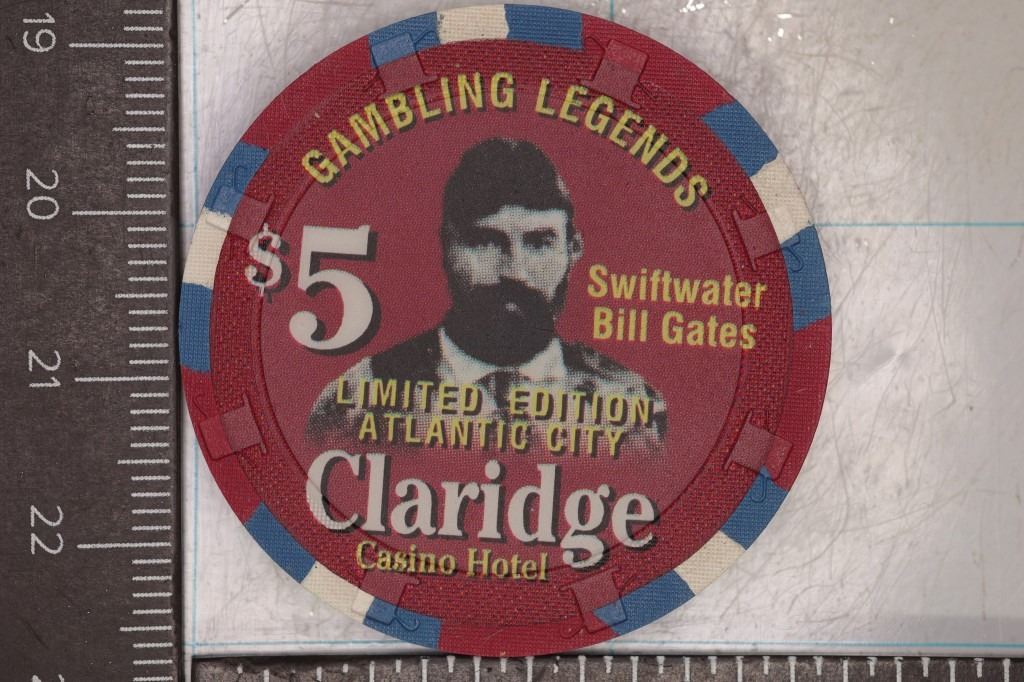 19
20
21
22
GAMBLING LEGENDS
$5
Swiftwater
Bill Gates
LIMITED EDITION
ATLANTIC CITY
Claridge
Casino Hotel